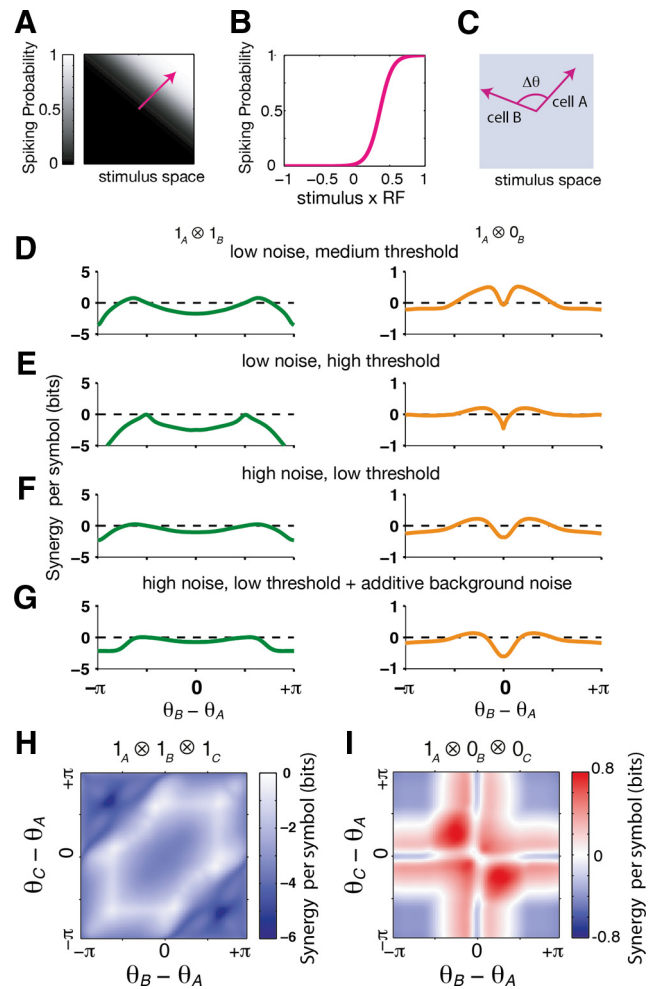 A
B
C
Spiking Probability
1
0.5
0
stimulus space
Spiking Probability
1
0.5
0
-1
-0.5
0
0.5
1
stimulus x RF
Δθ
cell A
cell B
stimulus space
1A ⊗ 1B
1A ⊗ 0B
D
low noise, medium threshold
5
0
−5
1
0
−1
E
low noise, high threshold
5
0
−5
1
0
−1
Synergy per symbol (bits)
F
high noise, low threshold
5
0
−5
1
0
−1
G
high noise, low threshold + additive background noise
5
0
−5
1
0
−1
−π
0
+π
−π
0
+π
θB − θA
θB − θA
H
1A ⊗ 1B ⊗ 1C
+π
0
-π
θC − θA
-π
0
+π
θB − θA
0
-2
-4
-6
Synergy per symbol (bits)
I
1A ⊗ 0B ⊗ 0C
+π
0
-π
θC − θA
-π
0
+π
θB − θA
0.8
0
-0.8
Synergy per symbol (bits)